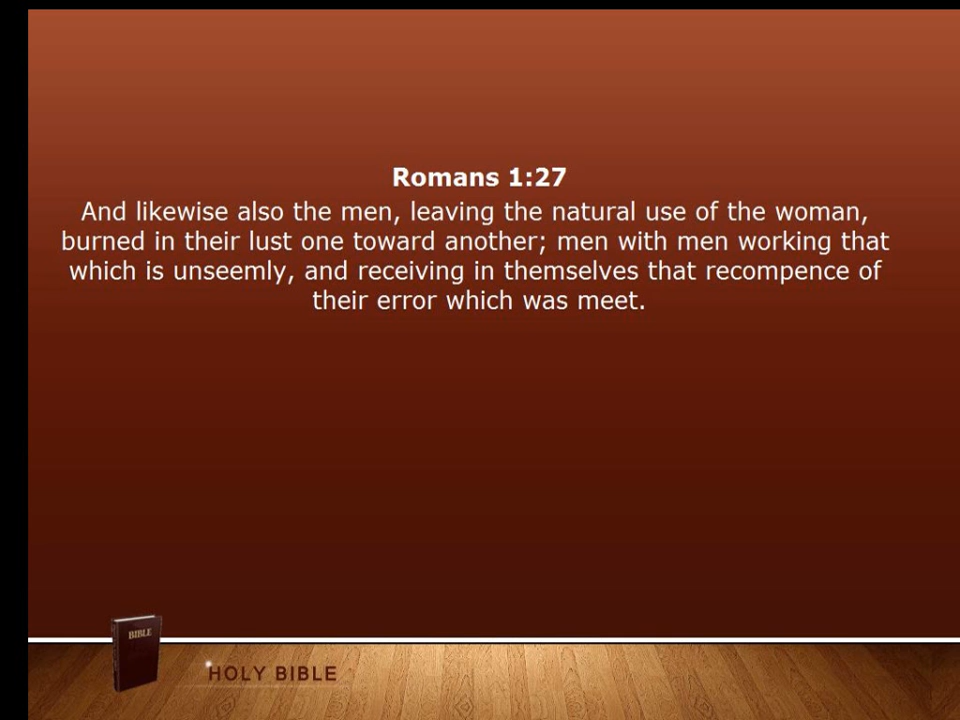 Romans 1:27
And likewise also the men, leaving the natural use of the woman,
burned in their lust one toward another; men with men working that
which is unseemly, and receiving in themselves that recompence of
their error which was meet.
BIBLE
HOLY BIBLE